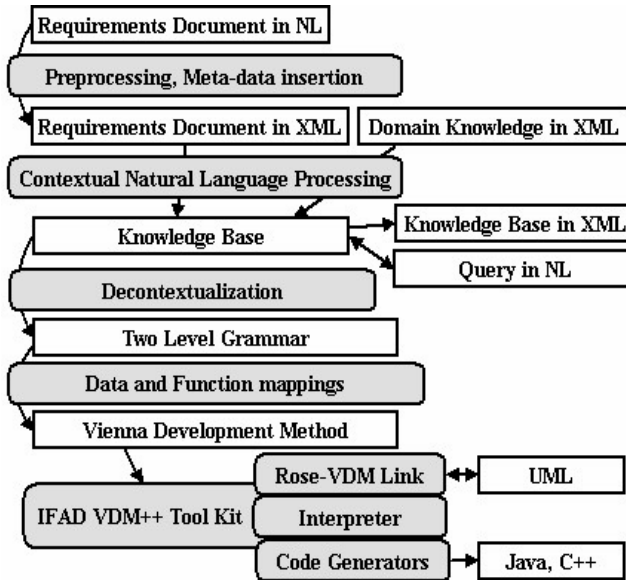 Requirements Document in NL
Preprocessing, Meta-data insertion
Requirements Document in XML
Domain Knowledge in XML
Contextual Natural Language Processing
Knowledge Base
Knowledge Base in XML
Query in NL
Decontextualization
Two Level Grammar
Data and Function mappings
Vienna Development Method
Rose-VDM Link
UML
IFAD VDM++ Tool Kit
Interpreter
Code Generators
Java, C++